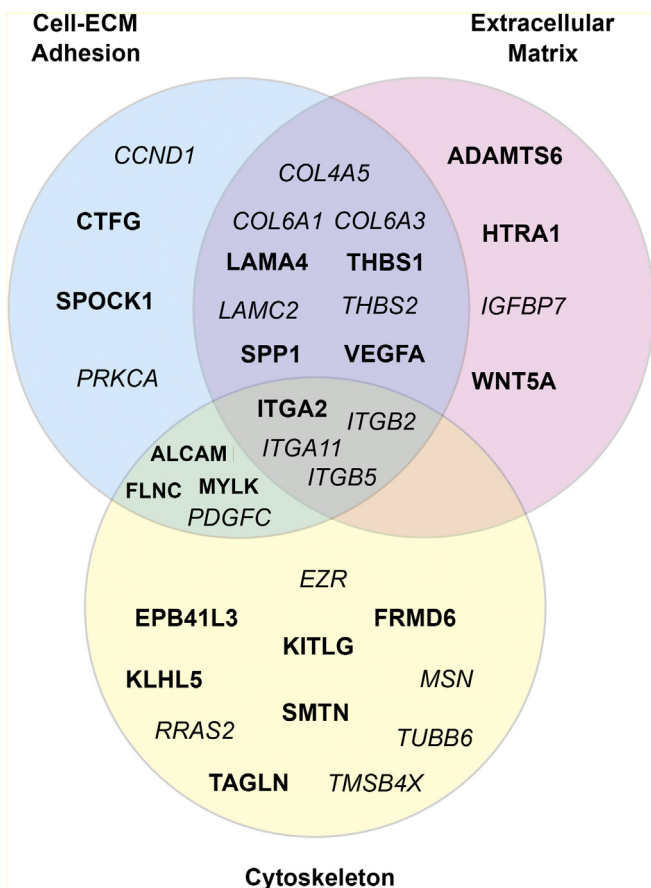 Cell-ECM
Adhesion
Extracellular
Matrix
CCND1
COL4A5
ADAMTS6
CTFG
COL6A1 COL6A3
HTRA1
LAMA4 THBS1
SPOCK1
LAMC2 THBS2
IGFBP7
SPP1 VEGFA
PRKCA
WNT5A
ITGA2 ITGB2
ALCAM
ITGA11
FLNC MYLK
ITGB5
PDGFC
EZR
EPB41L3 FRMD6
KITLG
KLHL5 MSN
SMTN
RRAS2 TUBB6
TAGLN TMSB4X
Cytoskeleton